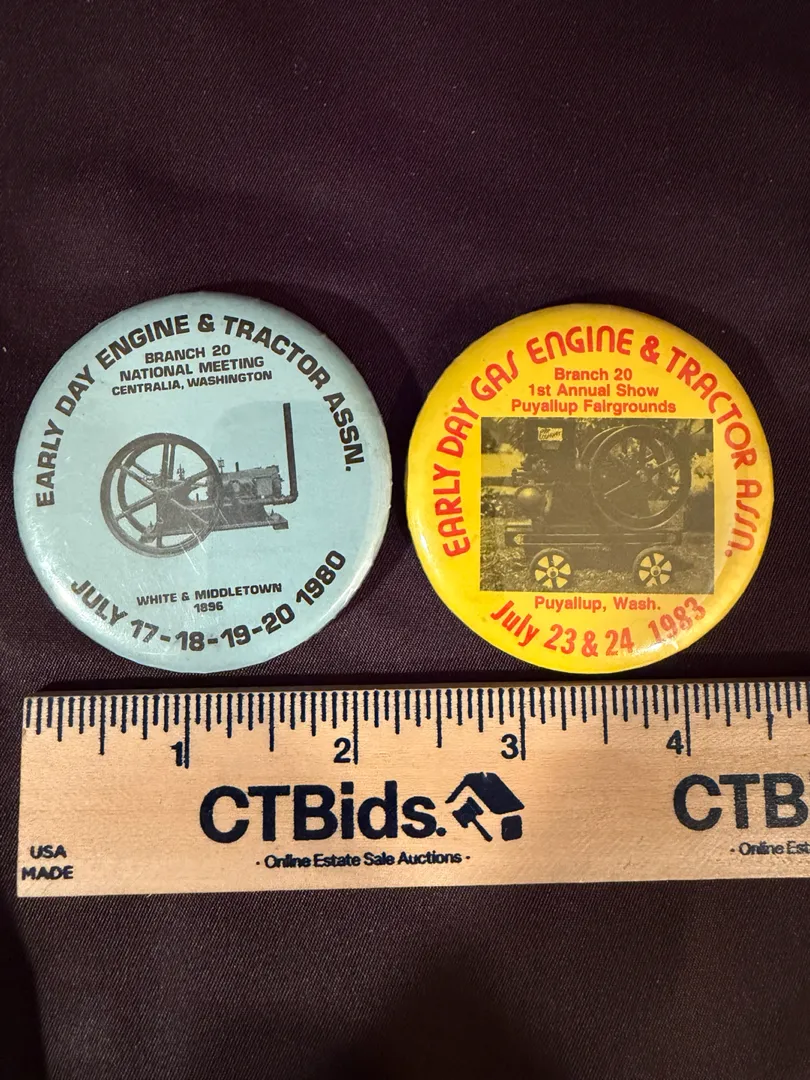 EARLY DAY ENGINE & TRACTOR ASSN.
BRANCH 20
NATIONAL MEETING
CENTRALIA, WASHINGTON
WHITE & MIDDLETOWN
1896
JULY 17-18-19-20 1980
EARLY DAY GAS ENGINE & TRACTOR ASSN.
Branch 20
1st Annual Show
Puyallup Fairgrounds
Puyallup, Wash.
July 23 & 24 1983
1 2 3 4
CTBids.
· Online Estate Sale Auctions ·
USA
MADE
CTB
· Online Est